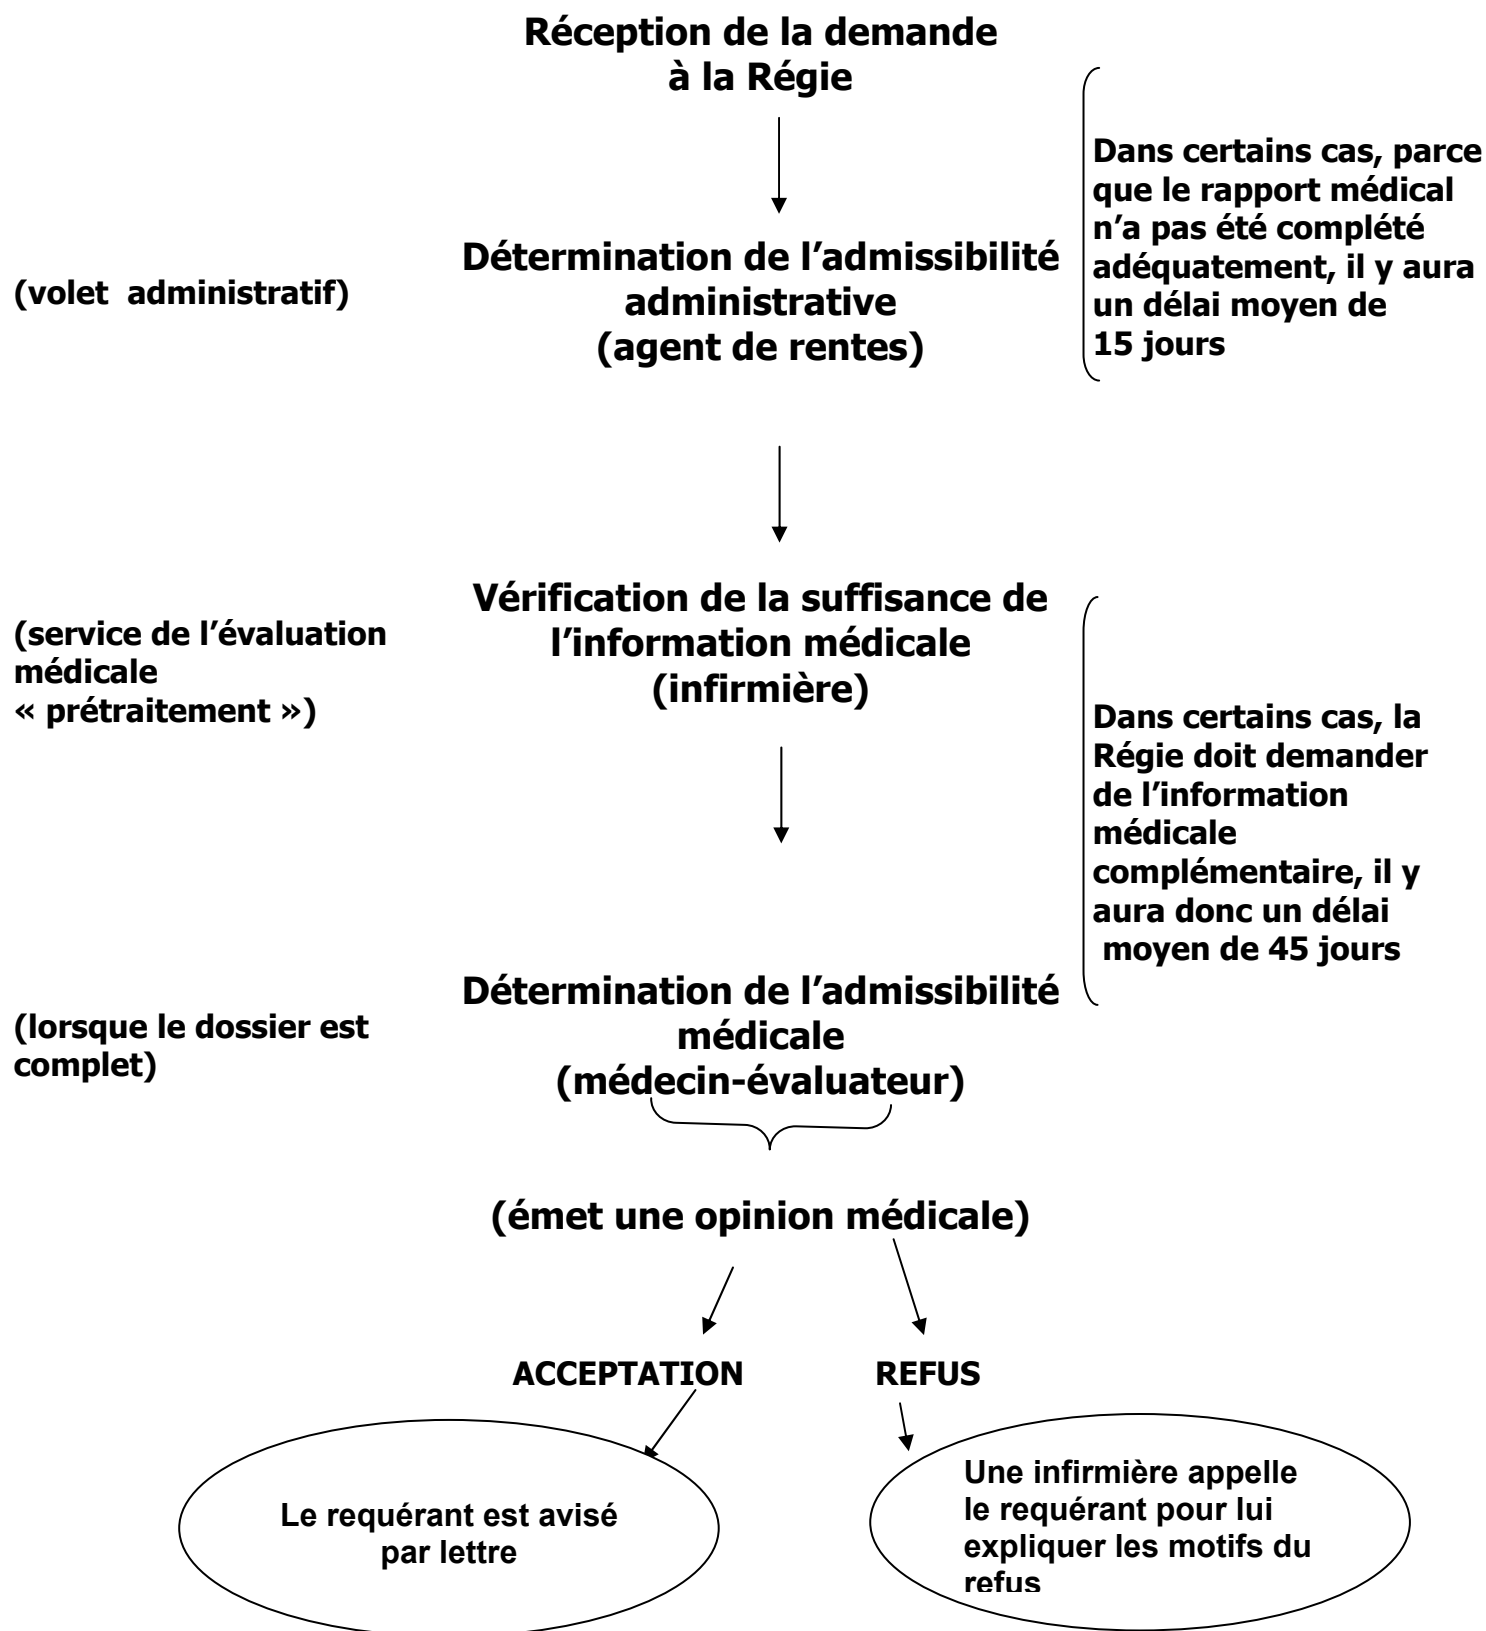 Réception de la demande
à la Régie
Dans certains cas, parce
que le rapport médical
n'a pas été complété
adéquatement, il y aura
un délai moyen de
15 jours
(volet  administratif)
Détermination de l'admissibilité
administrative
(agent de rentes)
(service de l'évaluation
médicale
« prétraitement »)
Vérification de la suffisance de
l'information médicale
(infirmière)
Dans certains cas, la
Régie doit demander
de l'information
médicale
complémentaire, il y
aura donc un délai
moyen de 45 jours
(lorsque le dossier est
complet)
Détermination de l'admissibilité
médicale
(médecin-évaluateur)
(émet une opinion médicale)
ACCEPTATION
REFUS
Le requérant est avisé
par lettre
Une infirmière appelle
le requérant pour lui
expliquer les motifs du
refus